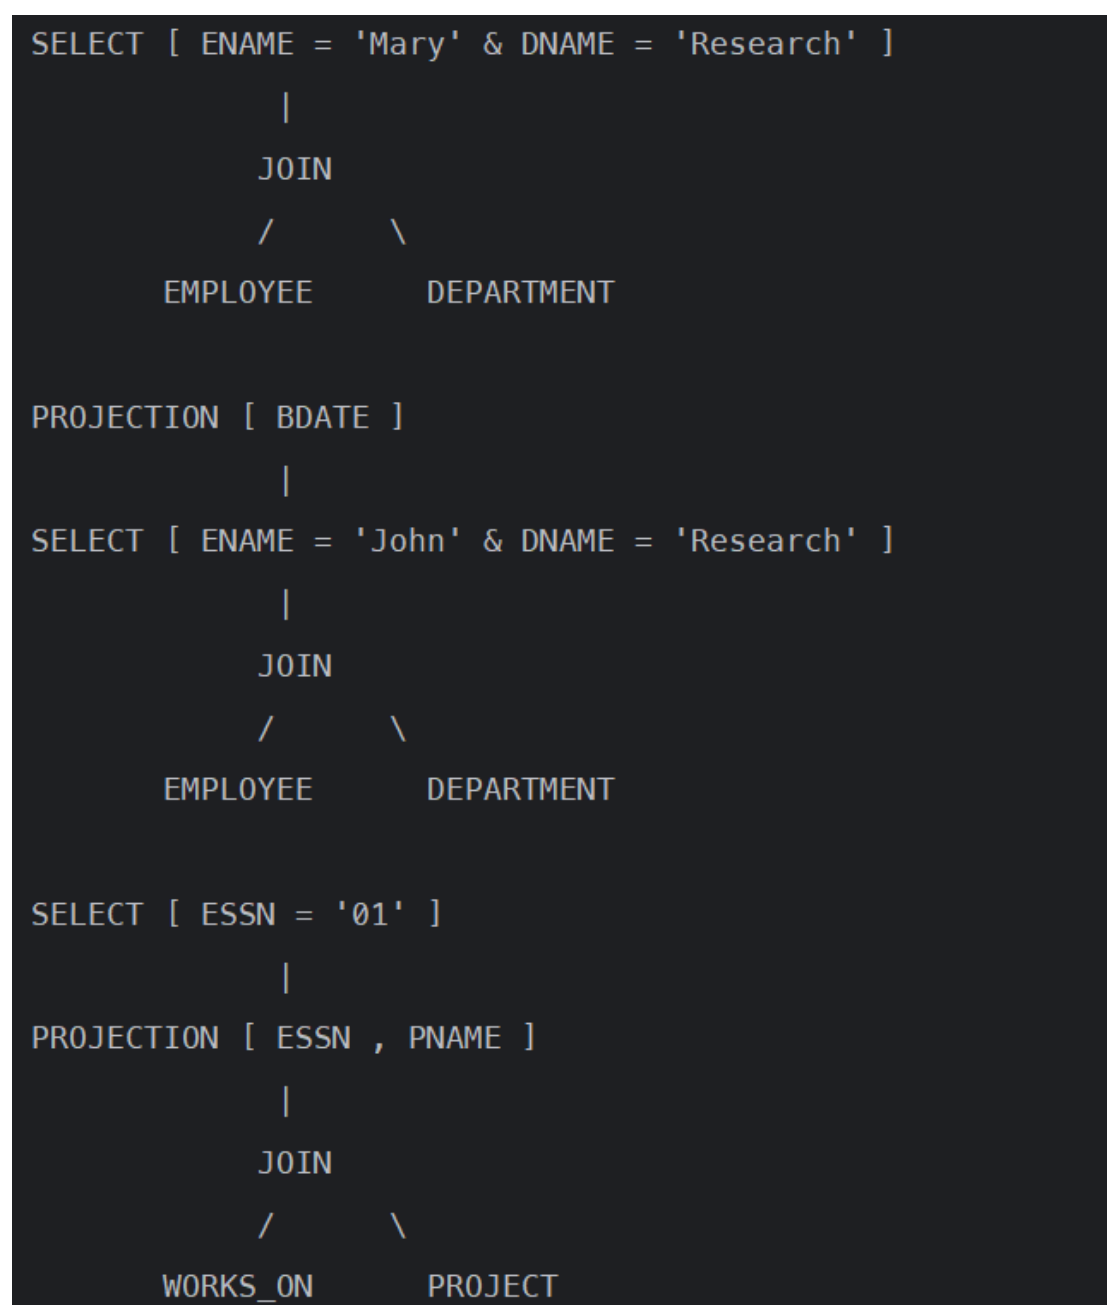 SELECT [ ENAME = 'Mary' & DNAME = 'Research' ]
|
JOIN
/ \
EMPLOYEE DEPARTMENT
PROJECTION [ BDATE ]
|
SELECT [ ENAME = 'John' & DNAME = 'Research' ]
|
JOIN
/ \
EMPLOYEE DEPARTMENT
SELECT [ ESSN = '01' ]
|
PROJECTION [ ESSN , PNAME ]
|
JOIN
/ \
WORKS_ON PROJECT